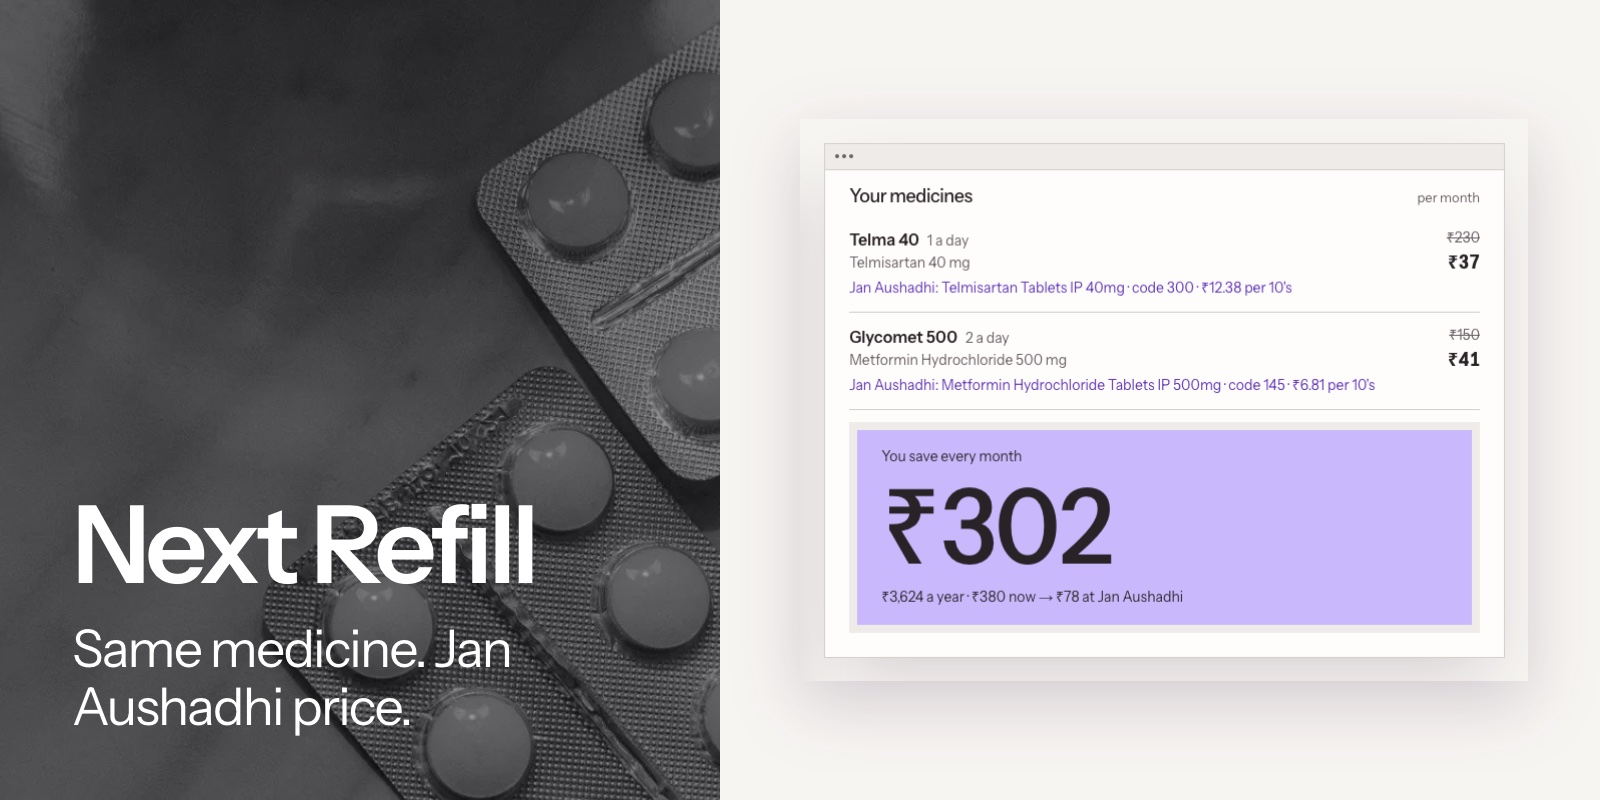 Next Refill
Same medicine. Jan
Aushadhi price.
Your medicines
per month
Telma 40 1 a day
₹230
Telmisartan 40 mg
₹37
Jan Aushadhi: Telmisartan Tablets IP 40mg · code 300 · ₹12.38 per 10's
Glycomet 500 2 a day
₹150
Metformin Hydrochloride 500 mg
₹41
Jan Aushadhi: Metformin Hydrochloride Tablets IP 500mg · code 145 · ₹6.81 per 10's
You save every month
₹302
₹3,624 a year · ₹380 now → ₹78 at Jan Aushadhi